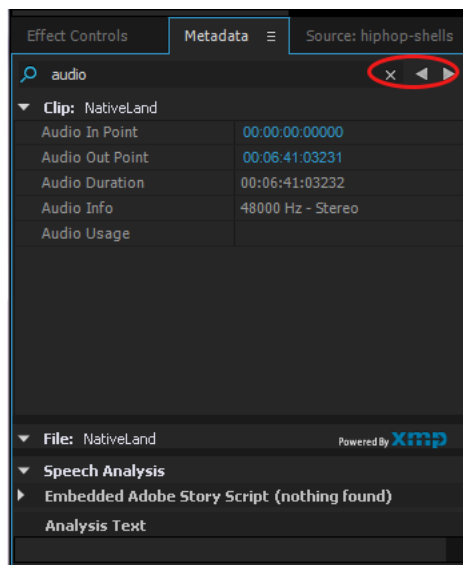 Effect Controls Metadata Source: hiphop-shells
audio
Clip: NativeLand
Audio In Point 00:00:00:00000
Audio Out Point 00:06:41:03231
Audio Duration 00:06:41:03232
Audio Info 48000 Hz - Stereo
Audio Usage
File: NativeLand Powered By xmp
Speech Analysis
Embedded Adobe Story Script (nothing found)
Analysis Text